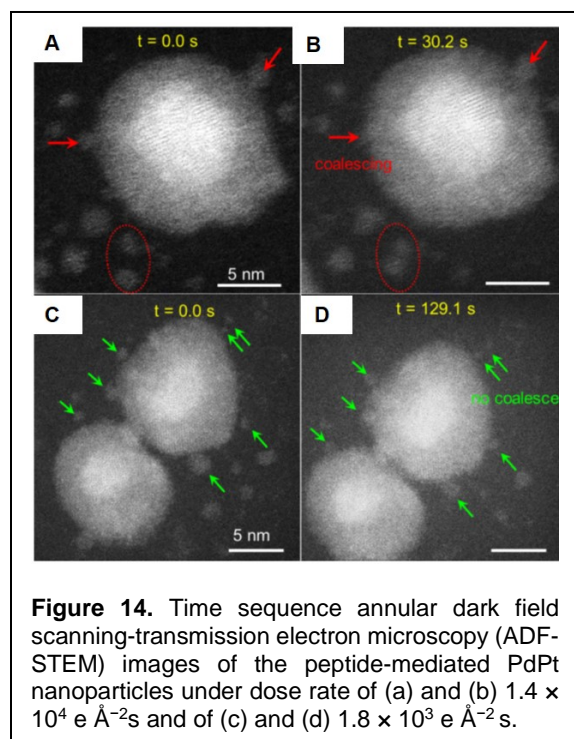 A
t = 0.0 s
B
t = 30.2 s
coalescing
5 nm
C
t = 0.0 s
D
t = 129.1 s
no coalesce
5 nm
Figure 14. Time sequence annular dark field
scanning-transmission electron microscopy (ADF-
STEM) images of the peptide-mediated PdPt
nanoparticles under dose rate of (a) and (b) 1.4 ×
10⁴ e Å⁻²s and of (c) and (d) 1.8 × 10³ e Å⁻² s.